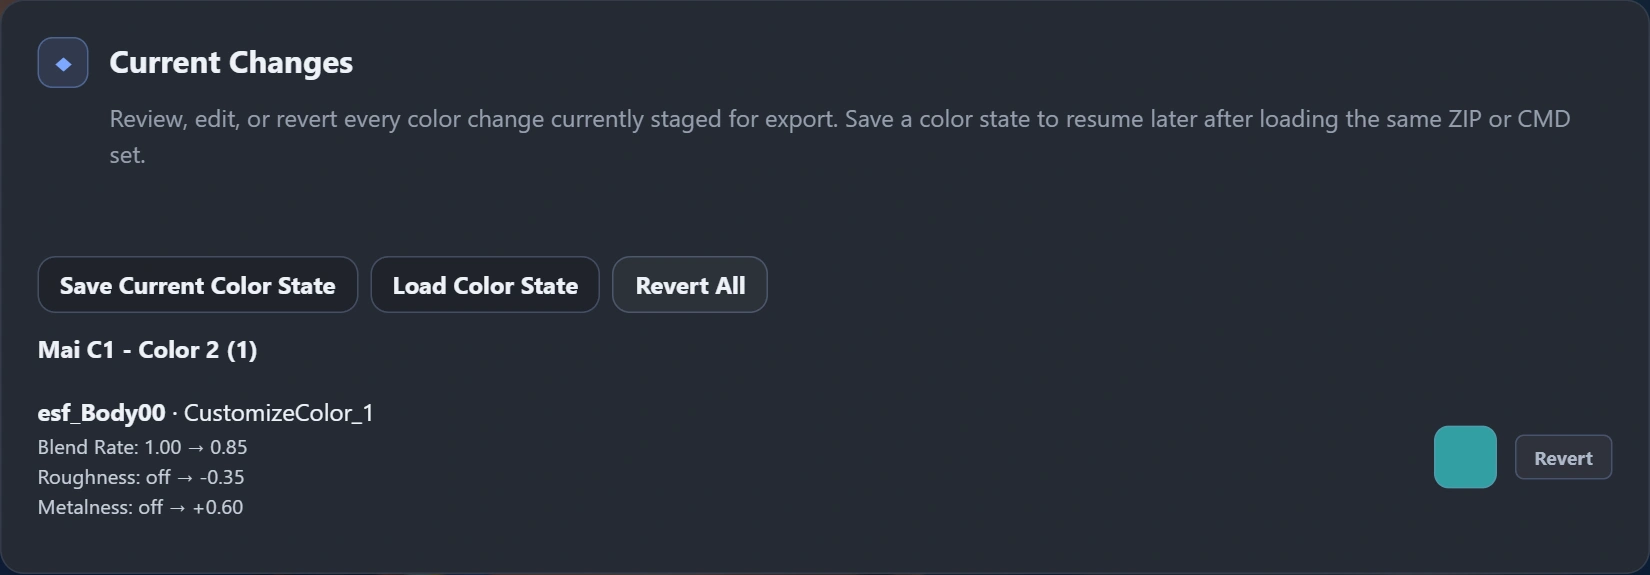 Current Changes
Review, edit, or revert every color change currently staged for export. Save a color state to resume later after loading the same ZIP or CMD
set.
Save Current Color State
Load Color State
Revert All
Mai C1 - Color 2 (1)
esf_Body00 · CustomizeColor_1
Blend Rate: 1.00 → 0.85
Roughness: off → -0.35
Metalness: off → +0.60
Revert